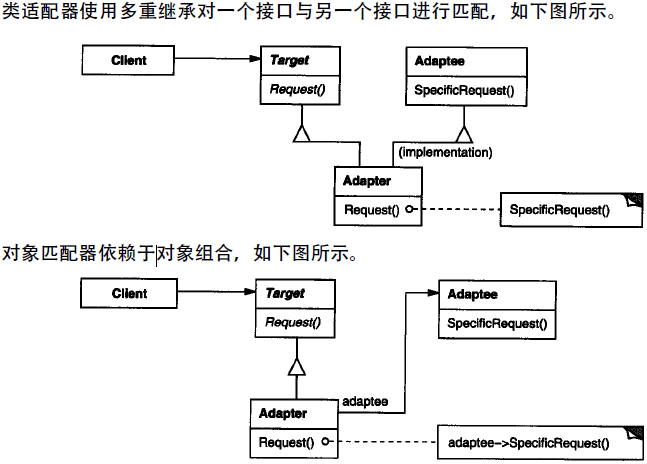 类适配器使用多重继承对一个接口与另一个接口进行匹配，如下图所示。
Client
Target
Request()
Adaptee
SpecificRequest()
(implementation)
Adapter
Request()
SpecificRequest()
对象匹配器依赖于对象组合，如下图所示。
Client
Target
Request()
Adaptee
SpecificRequest()
adaptee
Adapter
Request()
adaptee->SpecificRequest()